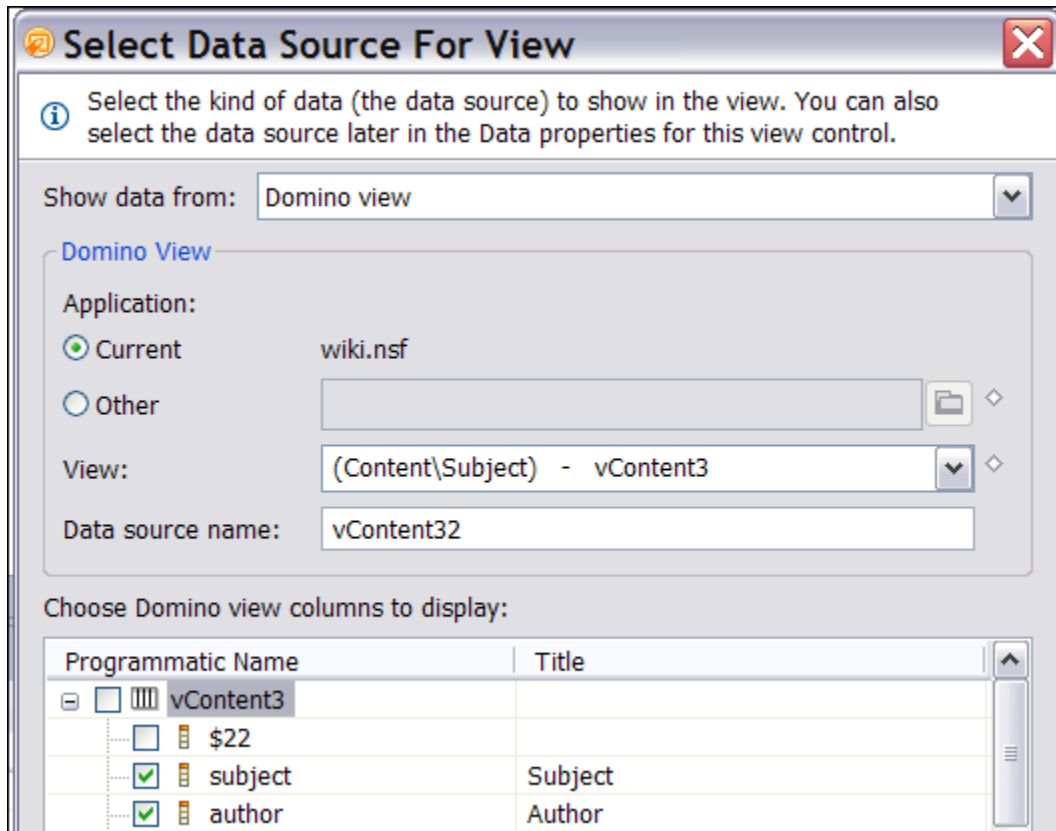 Select Data Source For View
Select the kind of data (the data source) to show in the view. You can also
select the data source later in the Data properties for this view control.
Show data from: Domino view
Domino View
Application:
Current wiki.nsf
Other
View: (Content\Subject) - vContent3
Data source name: vContent32
Choose Domino view columns to display:
Programmatic Name Title
vContent3
$22
subject Subject
author Author